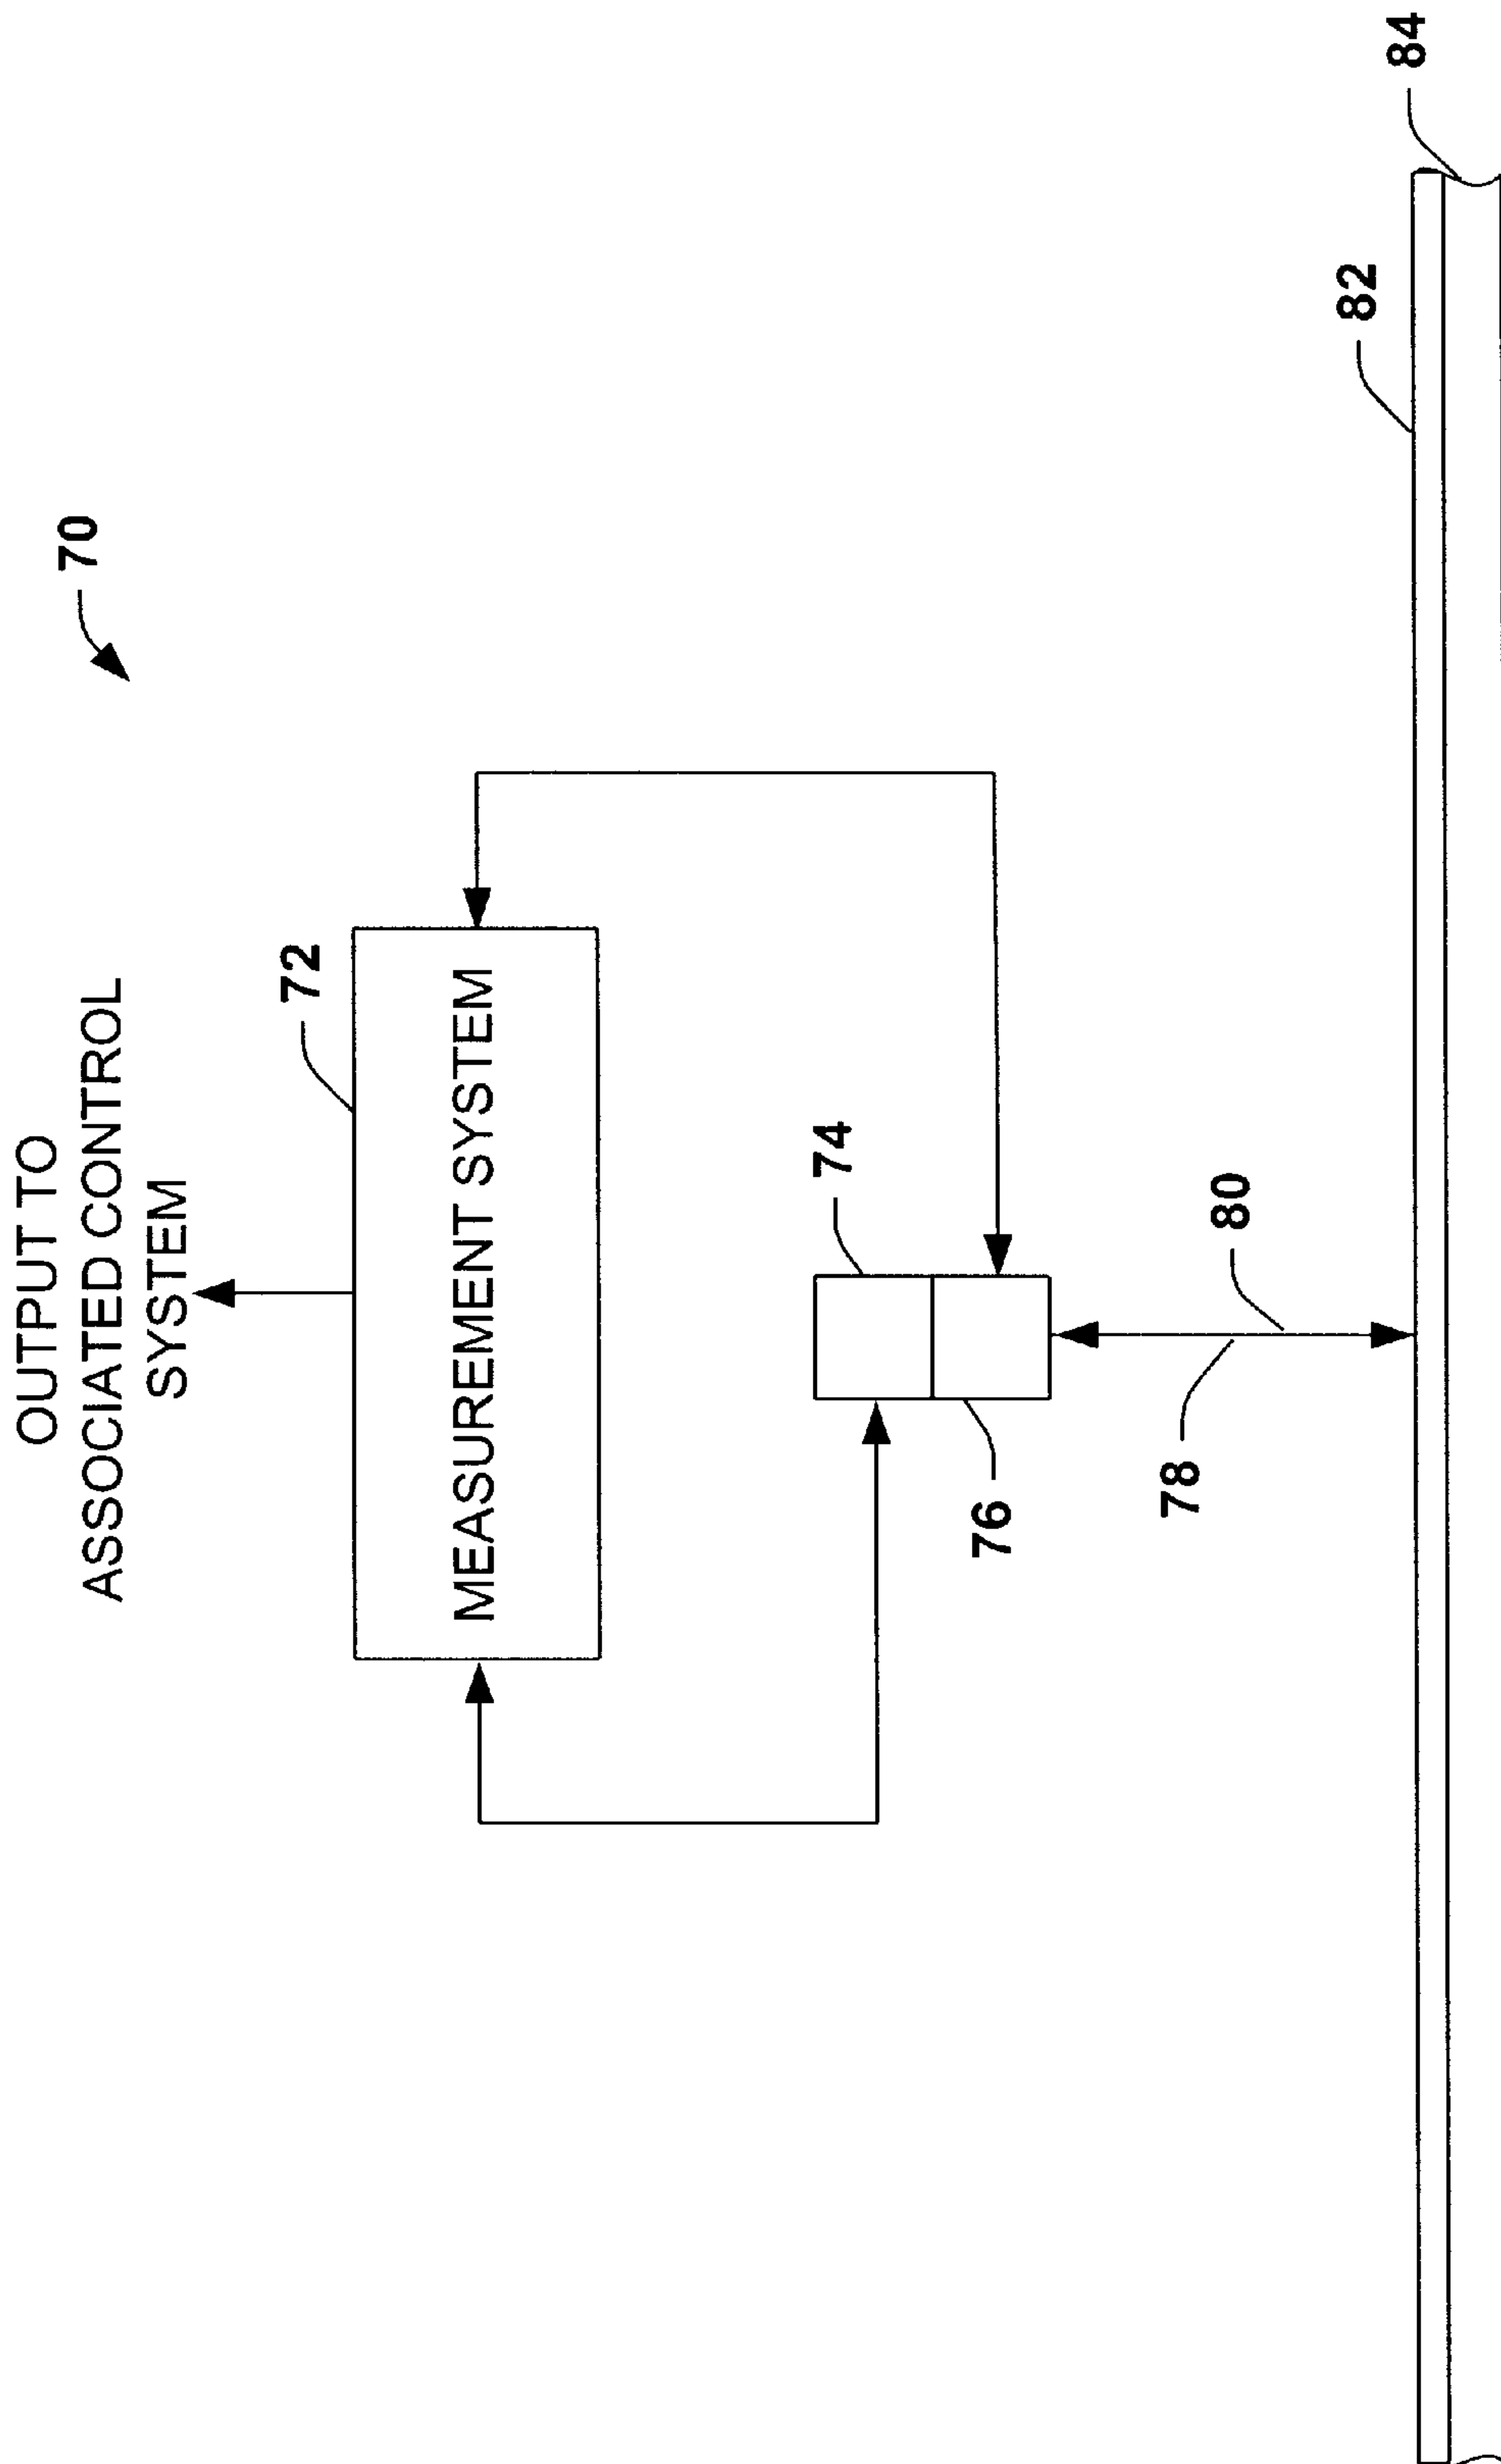 70
OUTPUT TO
ASSOCIATED CONTROL
SYSTEM
72
MEASUREMENT SYSTEM
74
76
78
80
82
84